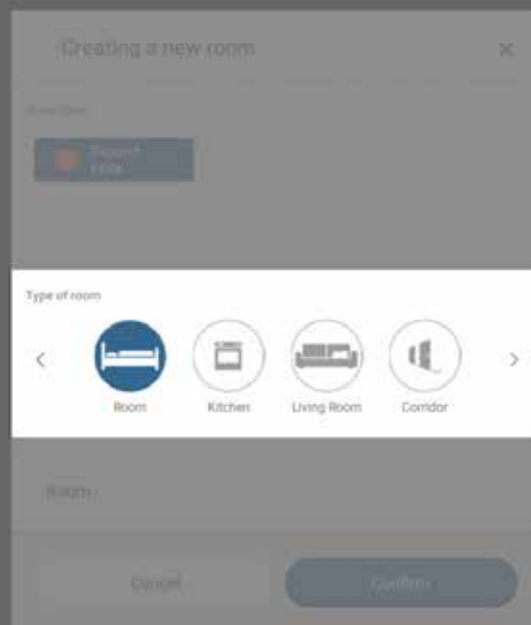 Creating a new room
Type of room
Room
Kitchen
Living Room
Corridor
Cancel
Confirm